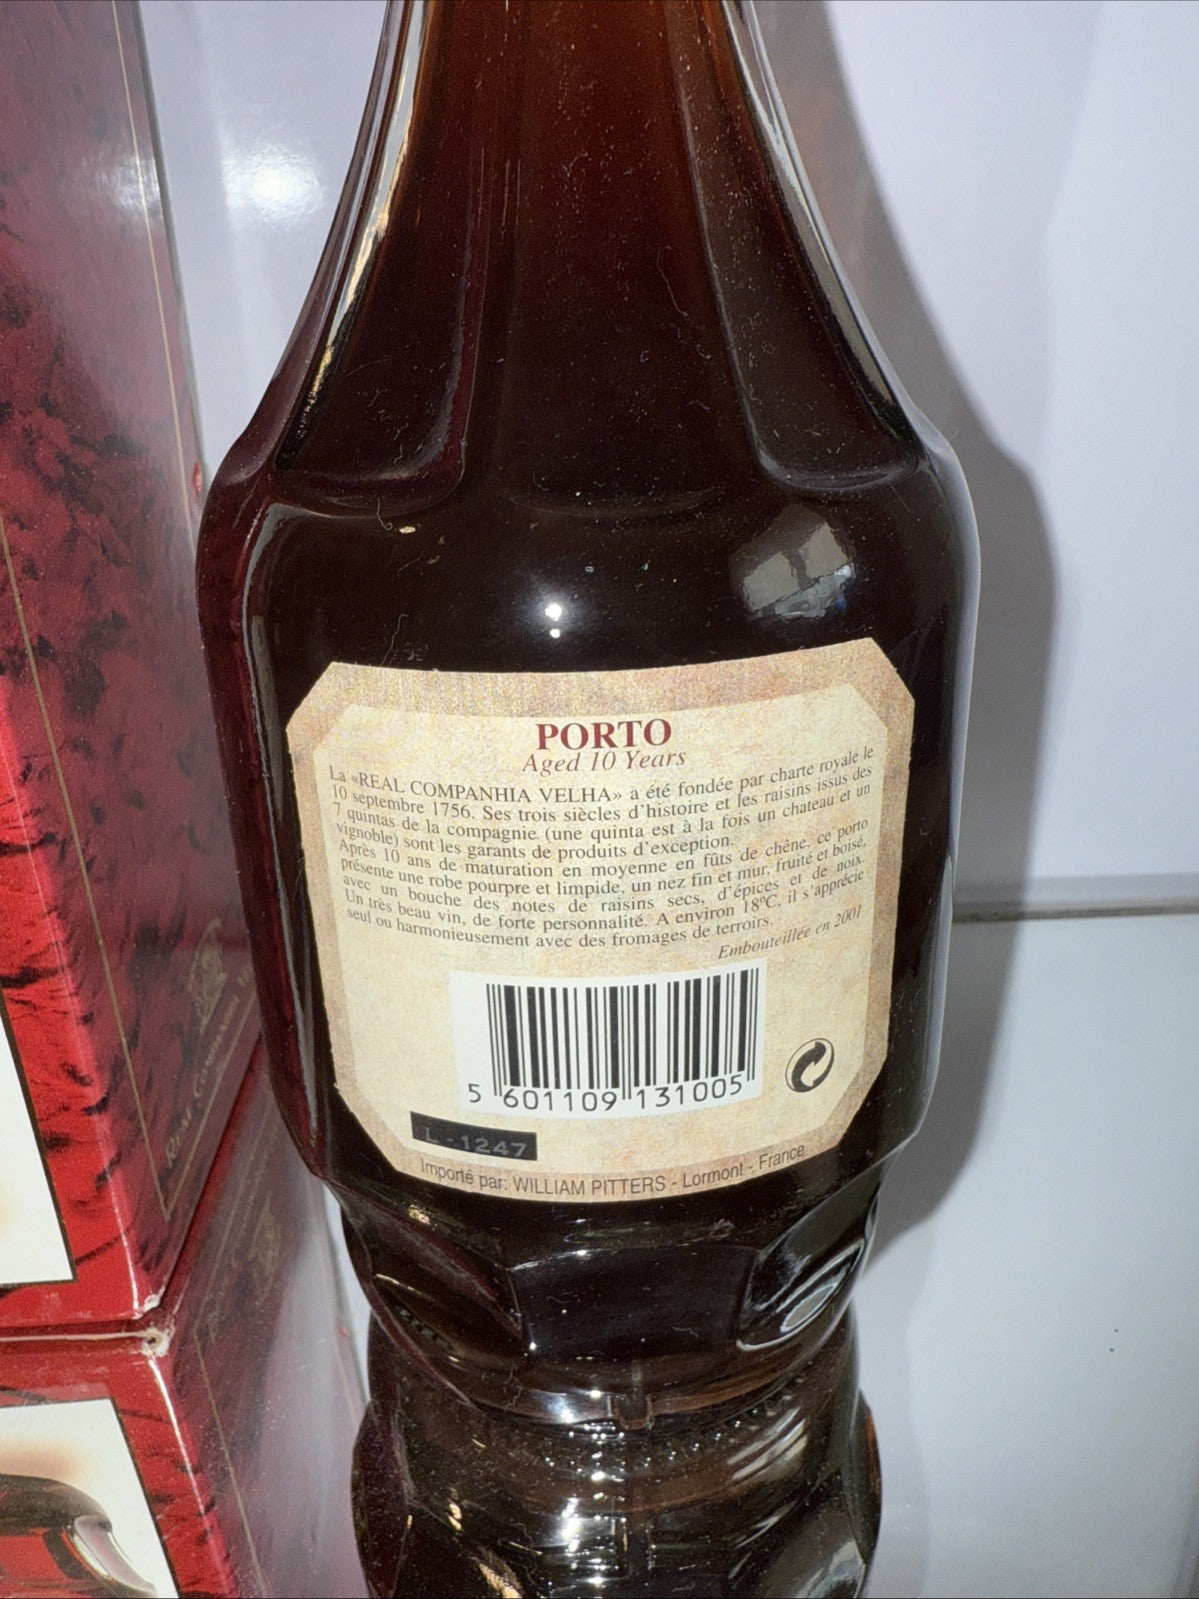 PORTO
Aged 10 Years
La «REAL COMPANHIA VELHA» a été fondée par charte royale le
10 septembre 1756. Ses trois siècles d'histoire et les raisins issus des
7 quintas de la compagnie (une quinta est à la fois un chateau et un
vignoble) sont les garants de produits d'exception.
Après 10 ans de maturation en moyenne en fûts de chêne, ce porto
présente une robe pourpre et limpide, un nez fin et mur, fruité et boisé,
avec un bouche des notes de raisins secs, d'épices et de noix.
Un très beau vin, de forte personnalité. A environ 18°C, il s'apprécie
seul ou harmonieusement avec des fromages de terroirs.
Embouteillée en 2001
5 601109 131005
L - 1247
Importé par: WILLIAM PITTERS - Lormont - France
REAL COMPANHIA